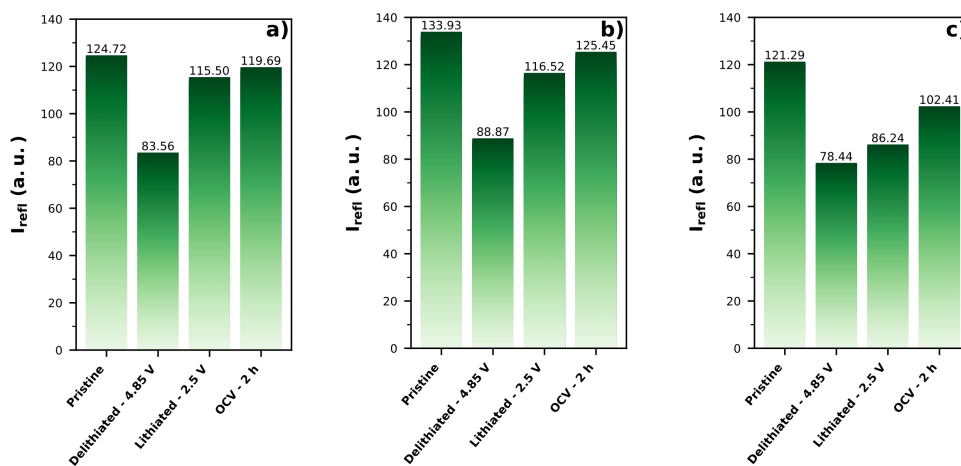 a)
I_refl (a. u. )
140
120
100
80
60
40
20
0
124.72
83.56
115.50
119.69
Pristine
Delithiated - 4.85 V
Lithiated - 2.5 V
OCV - 2 h
b)
I_refl (a. u. )
140
120
100
80
60
40
20
0
133.93
88.87
116.52
125.45
Pristine
Delithiated - 4.85 V
Lithiated - 2.5 V
OCV - 2 h
c)
I_refl (a. u. )
140
120
100
80
60
40
20
0
121.29
78.44
86.24
102.41
Pristine
Delithiated - 4.85 V
Lithiated - 2.5 V
OCV - 2 h